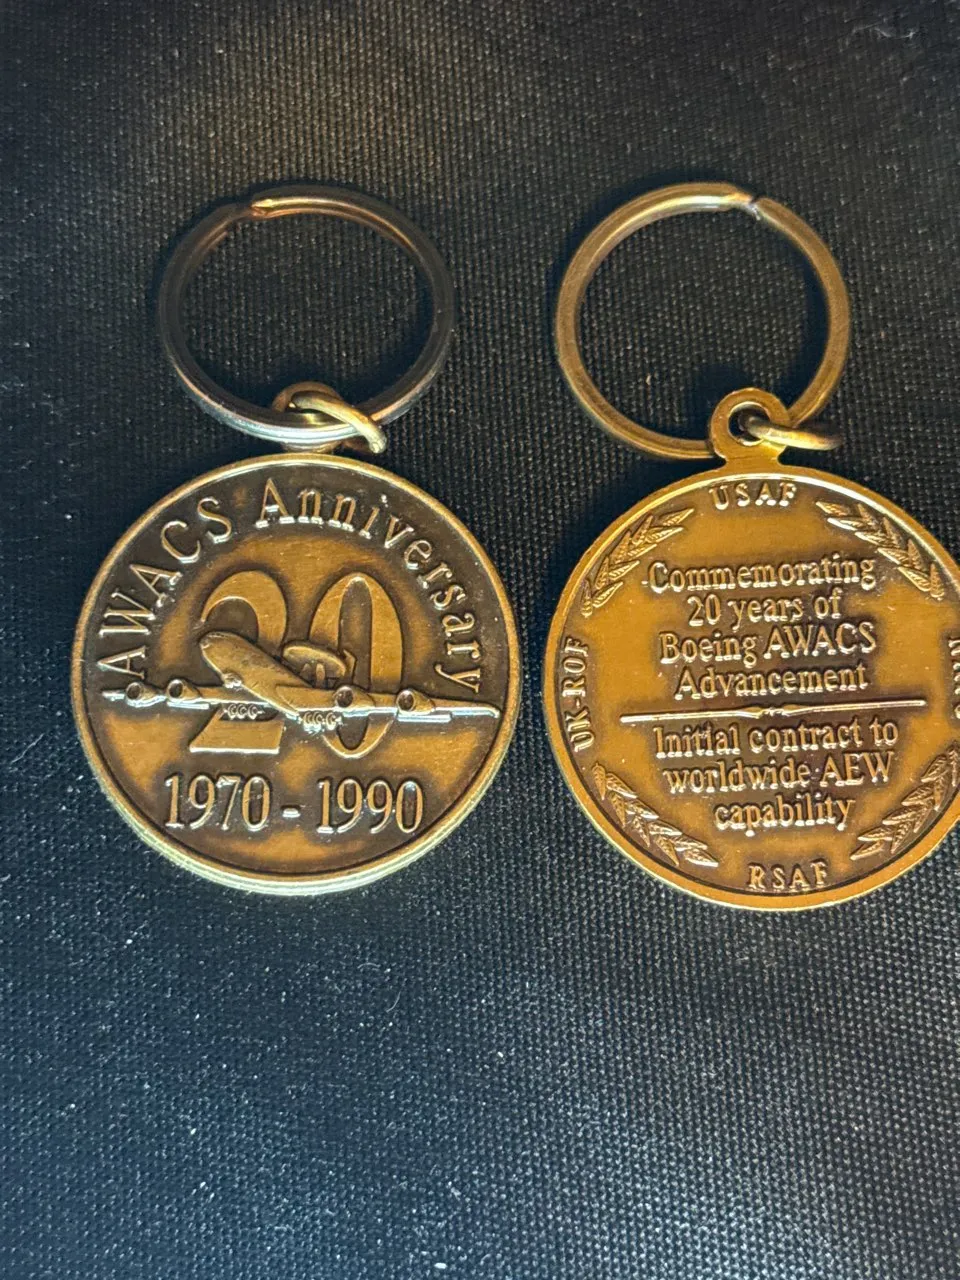 AWACS Anniversary
20
1970 - 1990
USAF
Commemorating
20 years of
Boeing AWACS
Advancement
Initial contract to
worldwide AEW
capability
UK-ROF
RSAF